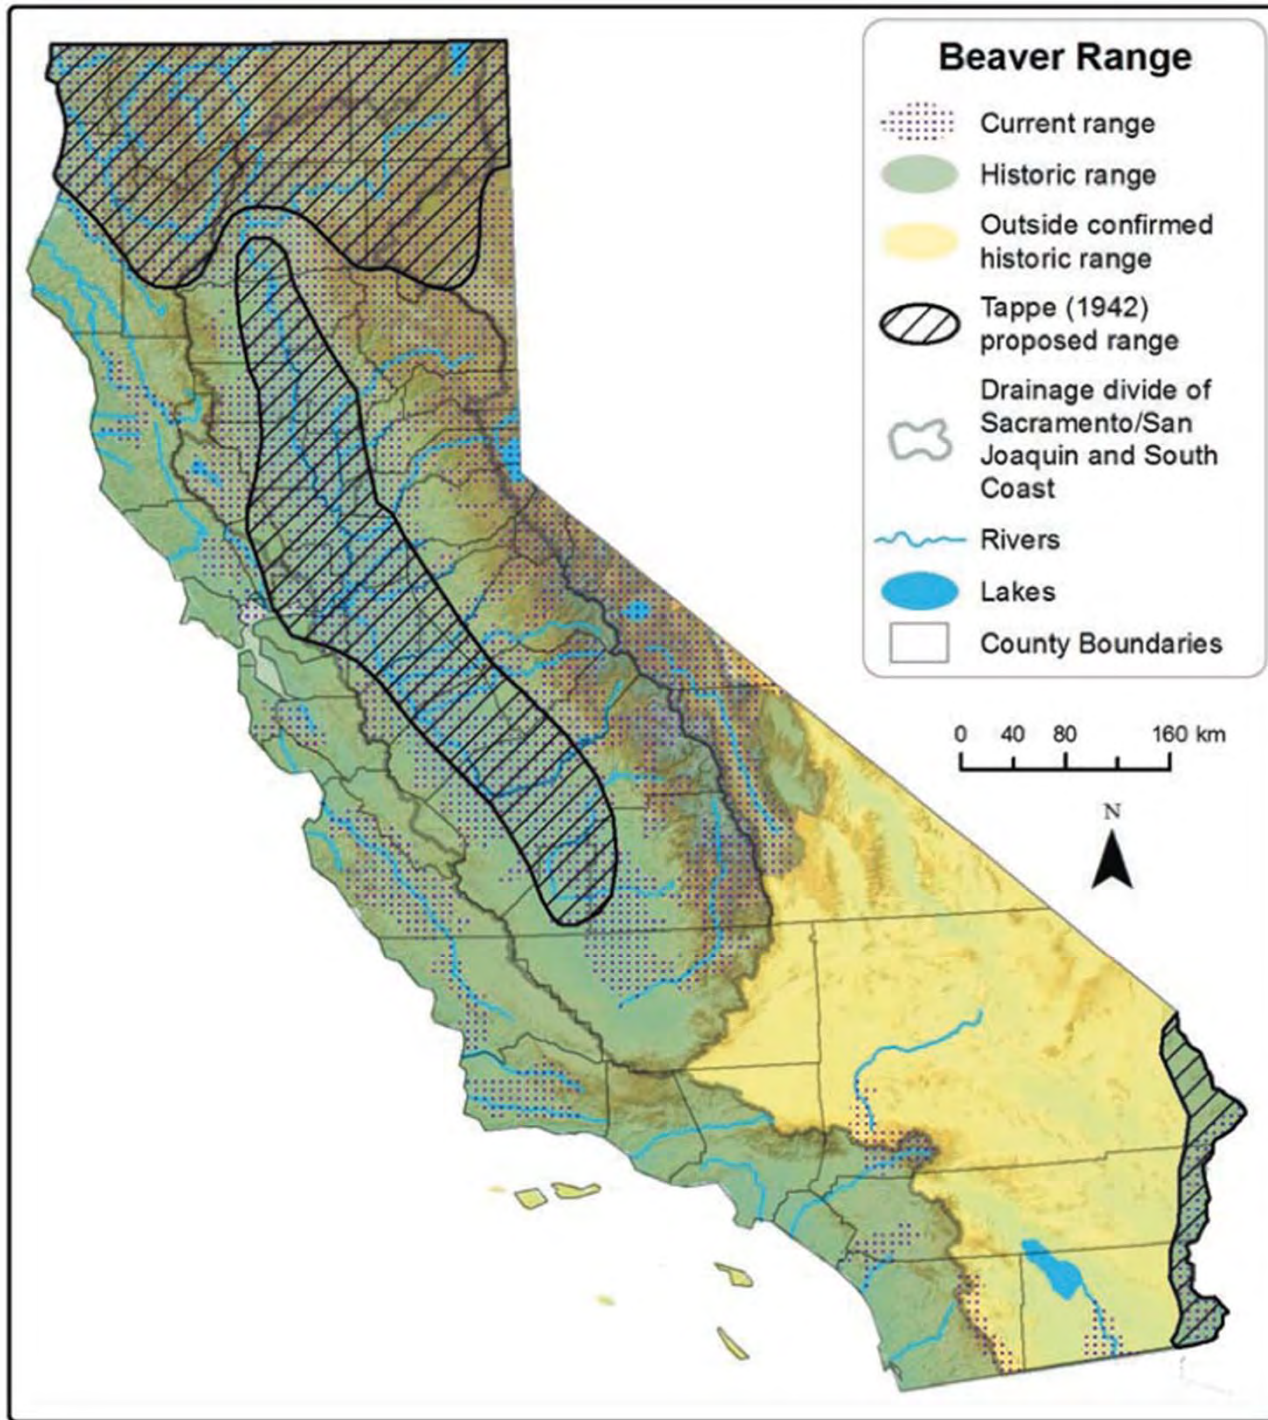 Beaver Range
Current range
Historic range
Outside confirmed
historic range
Tappe (1942)
proposed range
Drainage divide of
Sacramento/San
Joaquin and South
Coast
Rivers
Lakes
County Boundaries
0 40 80 160 km
N